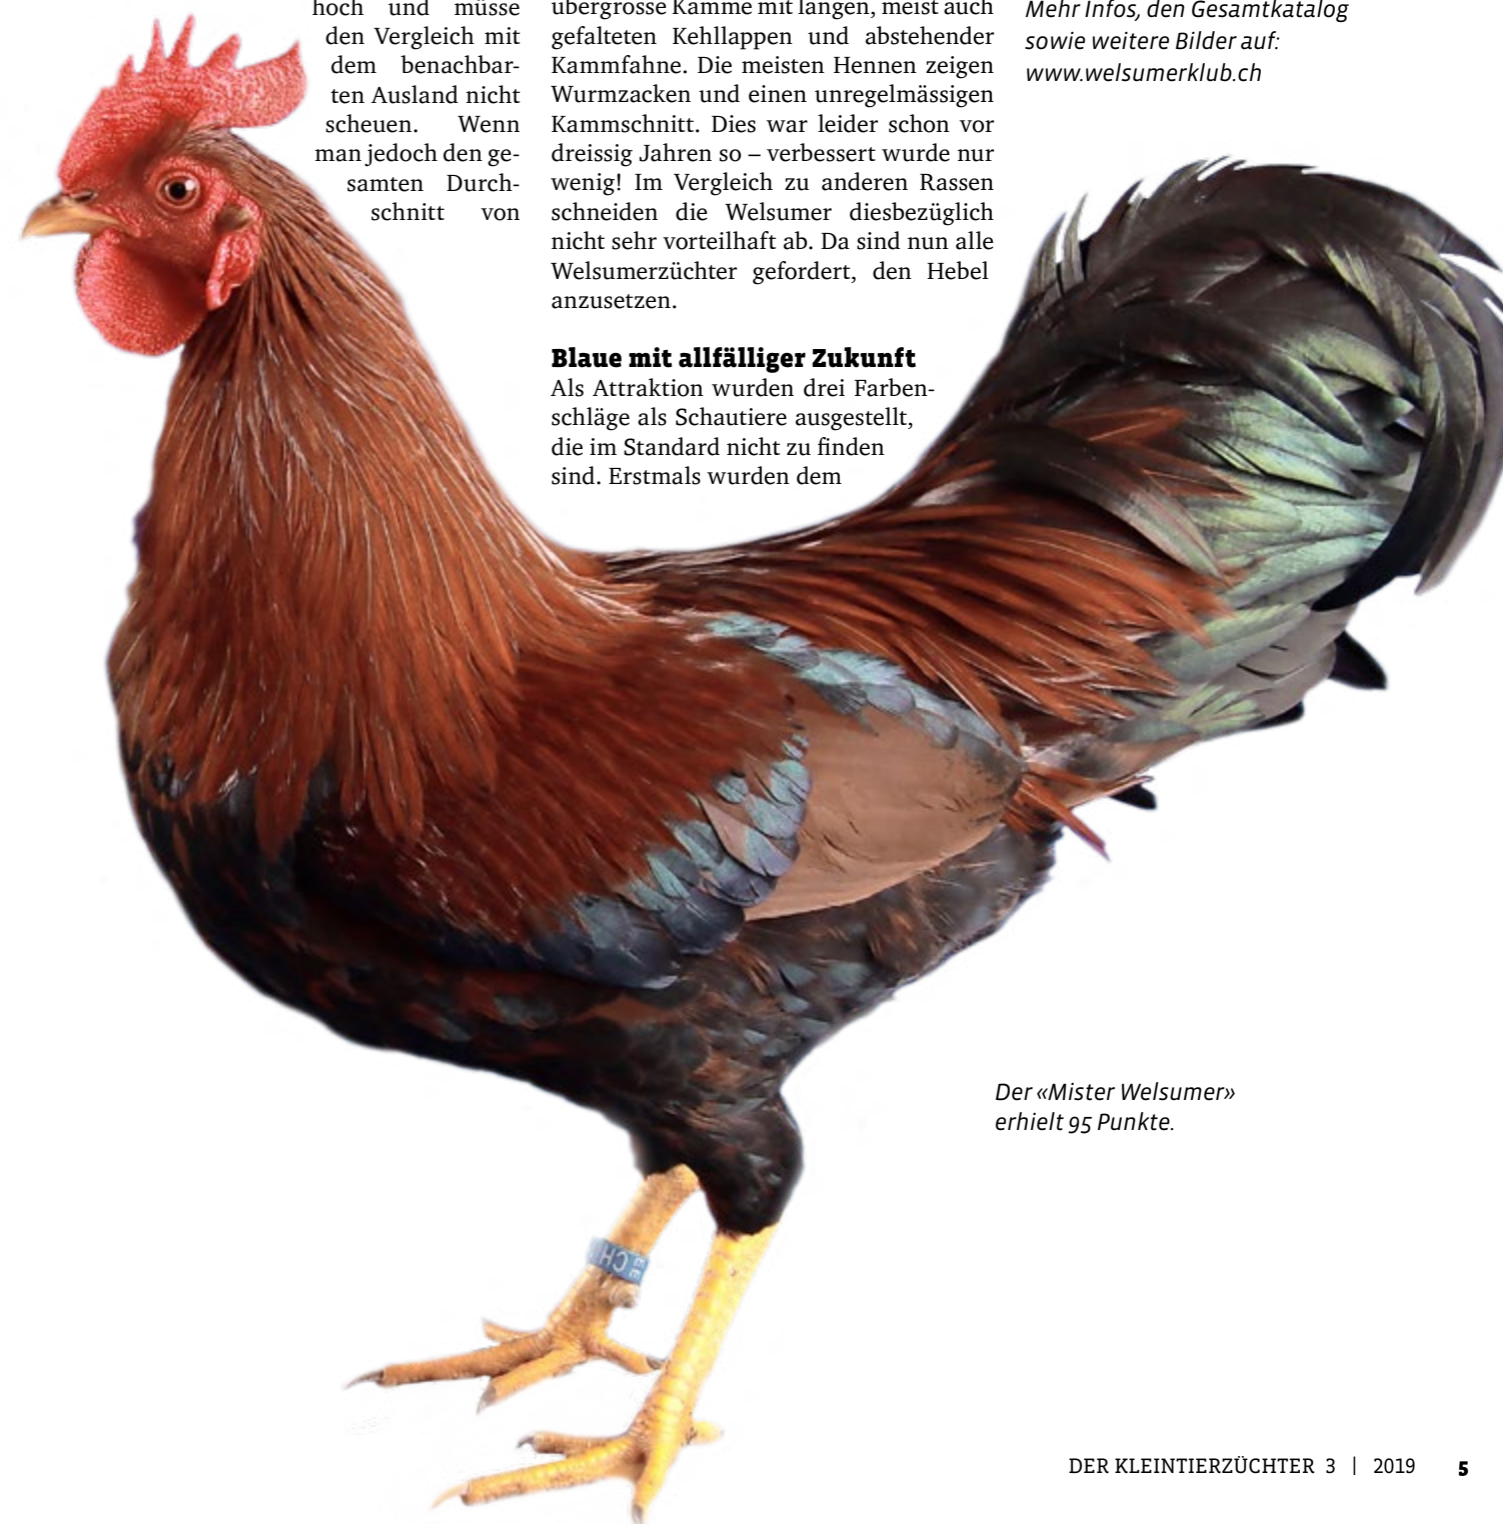 hoch und müsse
den Vergleich mit
dem benachbar-
ten Ausland nicht
scheuen. Wenn
man jedoch den ge-
samten Durch-
schnitt von
übergrosse Kämme mit langen, meist auch
gefalteten Kehllappen und abstehender
Kammfahne. Die meisten Hennen zeigen
Wurmzacken und einen unregelmässigen
Kammschnitt. Dies war leider schon vor
dreissig Jahren so – verbessert wurde nur
wenig! Im Vergleich zu anderen Rassen
schneiden die Welsumer diesbezüglich
nicht sehr vorteilhaft ab. Da sind nun alle
Welsumerzüchter gefordert, den Hebel
anzusetzen.
Blaue mit allfälliger Zukunft
Als Attraktion wurden drei Farben-
schläge als Schautiere ausgestellt,
die im Standard nicht zu finden
sind. Erstmals wurden dem
Mehr Infos, den Gesamtkatalog
sowie weitere Bilder auf:
www.welsumerklub.ch
Der «Mister Welsumer»
erhielt 95 Punkte.
CH
EE
DER KLEINTIERZÜCHTER 3 | 2019 5